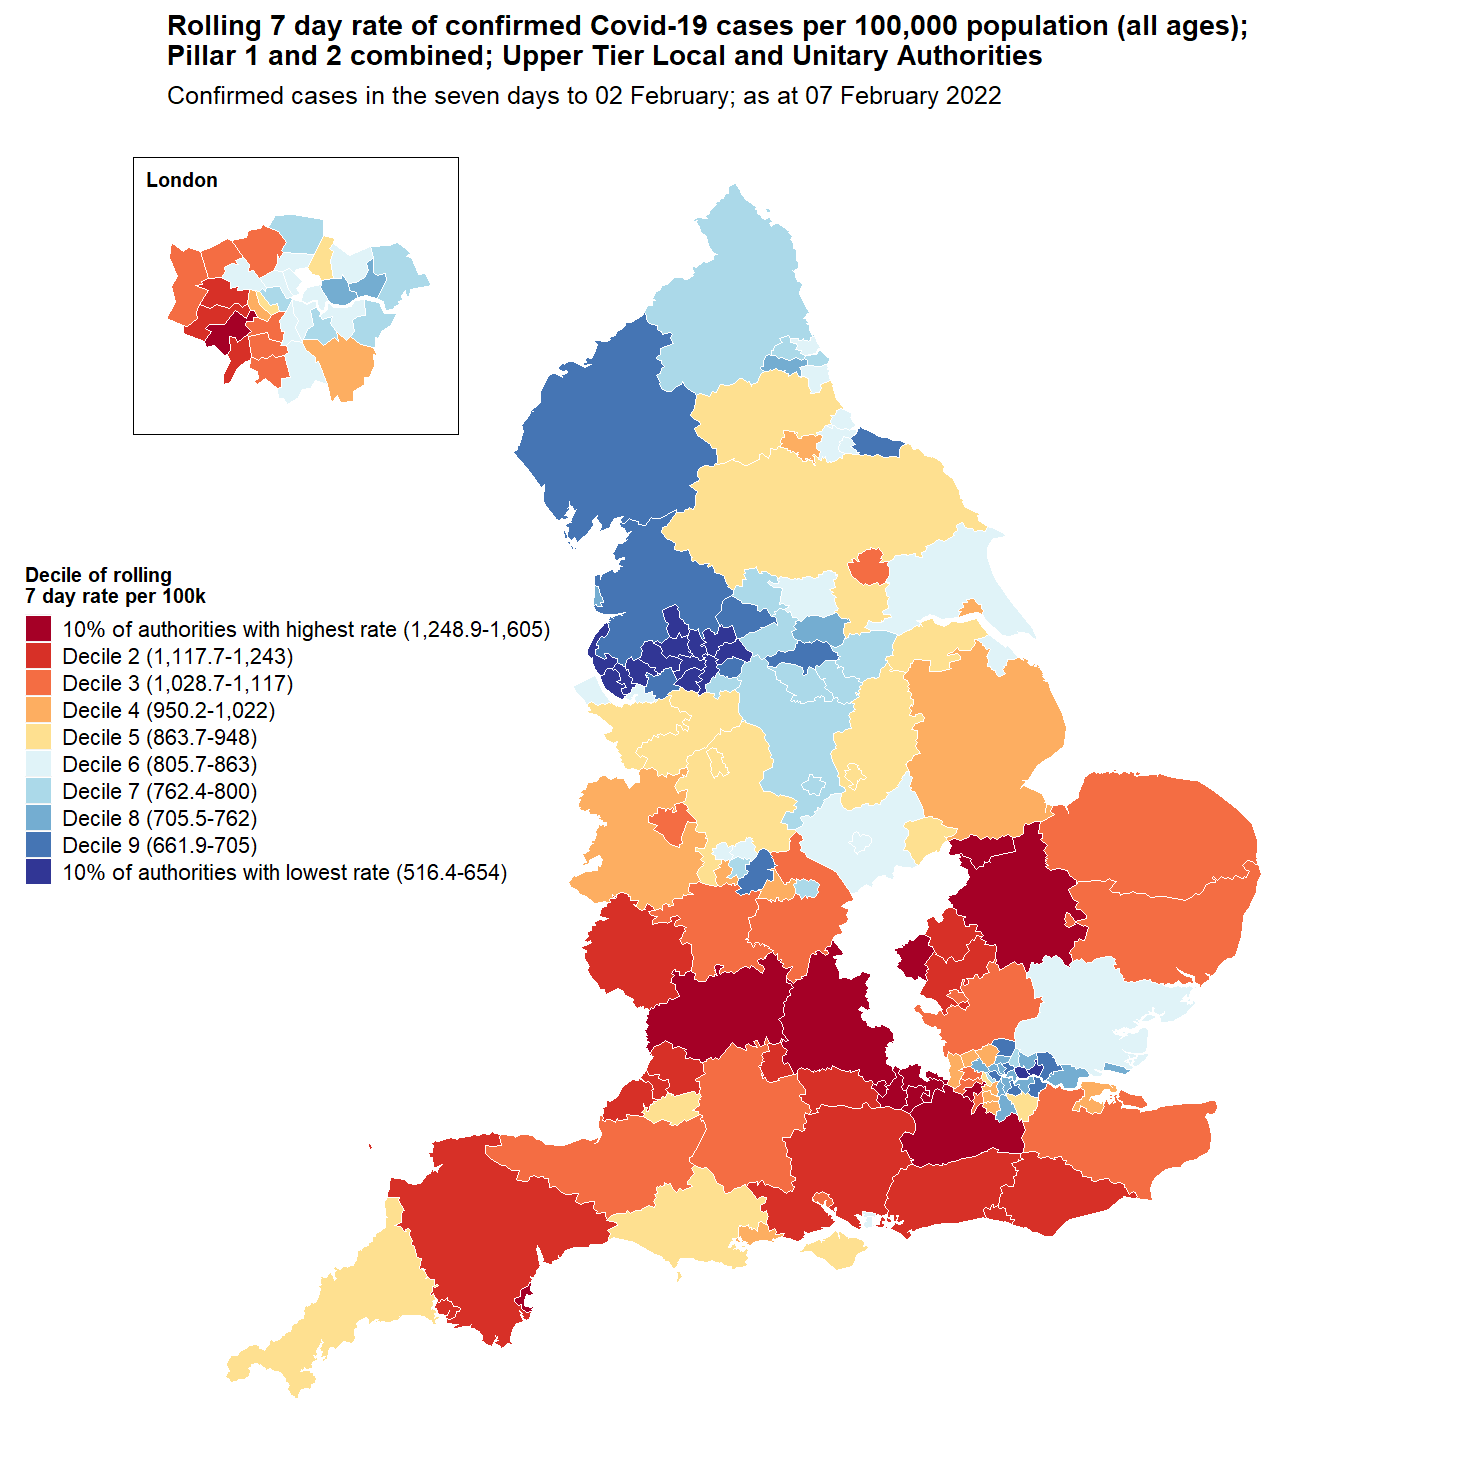 Rolling 7 day rate of confirmed Covid-19 cases per 100,000 population (all ages);
Pillar 1 and 2 combined; Upper Tier Local and Unitary Authorities
Confirmed cases in the seven days to 02 February; as at 07 February 2022
London
Decile of rolling
7 day rate per 100k
10% of authorities with highest rate (1,248.9-1,605)
Decile 2 (1,117.7-1,243)
Decile 3 (1,028.7-1,117)
Decile 4 (950.2-1,022)
Decile 5 (863.7-948)
Decile 6 (805.7-863)
Decile 7 (762.4-800)
Decile 8 (705.5-762)
Decile 9 (661.9-705)
10% of authorities with lowest rate (516.4-654)